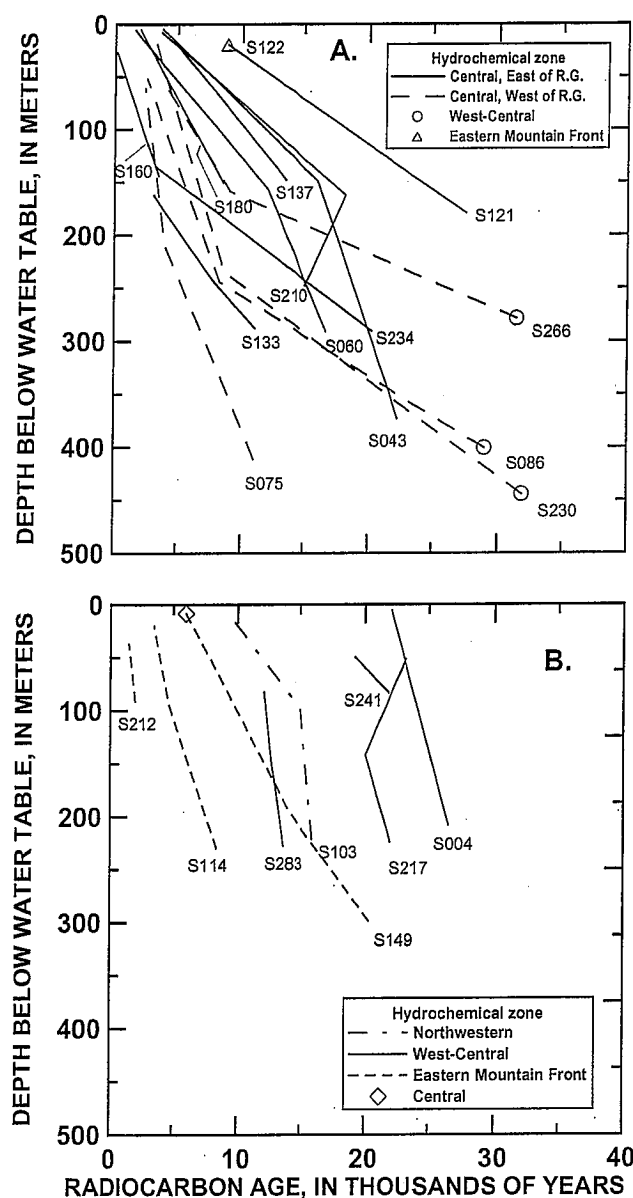 0
S122
A.
Hydrochemical zone
Central, East of R.G.
Central, West of R.G.
West-Central
Eastern Mountain Front
100
S160
S137
S180
S121
200
S210
S266
S234
S133
S060
300
S043
400
S086
S075
S230
500
DEPTH BELOW WATER TABLE, IN METERS
0
B.
S241
100
S212
200
S103
S004
S114
S283
S217
300
S149
Hydrochemical zone
Northwestern
West-Central
Eastern Mountain Front
Central
400
500
DEPTH BELOW WATER TABLE, IN METERS
0 10 20 30 40
RADIOCARBON AGE, IN THOUSANDS OF YEARS